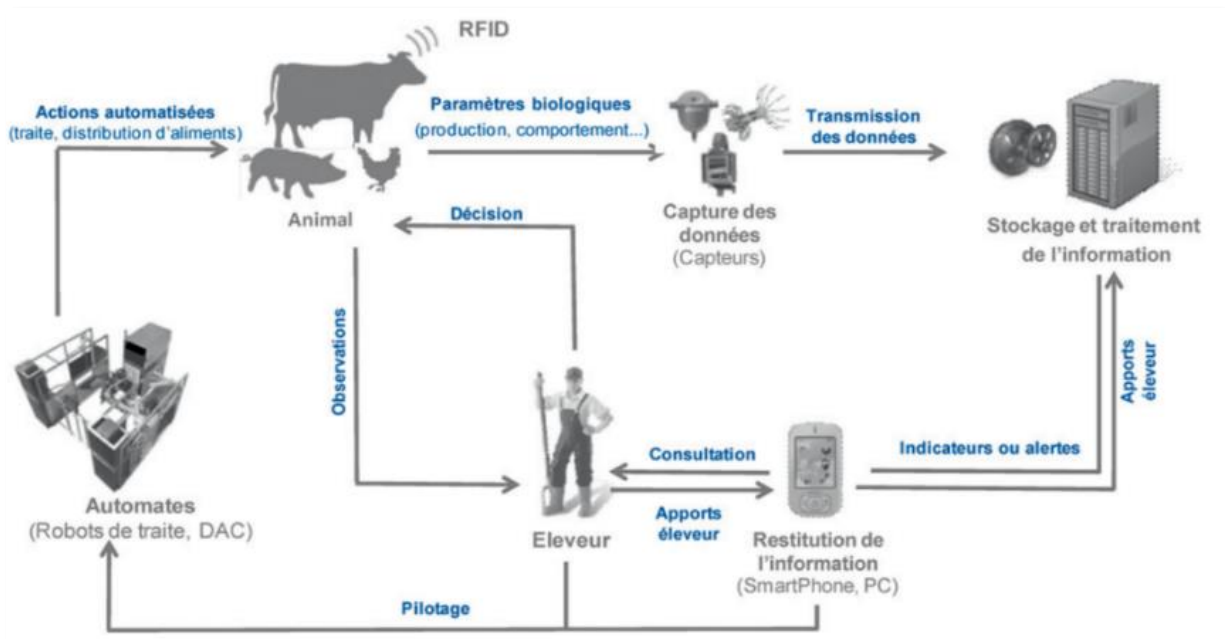 RFID
Actions automatisées
(traite, distribution d'aliments)
Paramètres biologiques
(production, comportement...)
Transmission
des données
Animal
Décision
Capture des
données
(Capteurs)
Stockage et traitement
de l'information
Observations
Apports
éleveur
Automates
(Robots de traite, DAC)
Eleveur
Consultation
Apports
éleveur
Indicateurs ou alertes
Restitution de
l'information
(SmartPhone, PC)
Pilotage